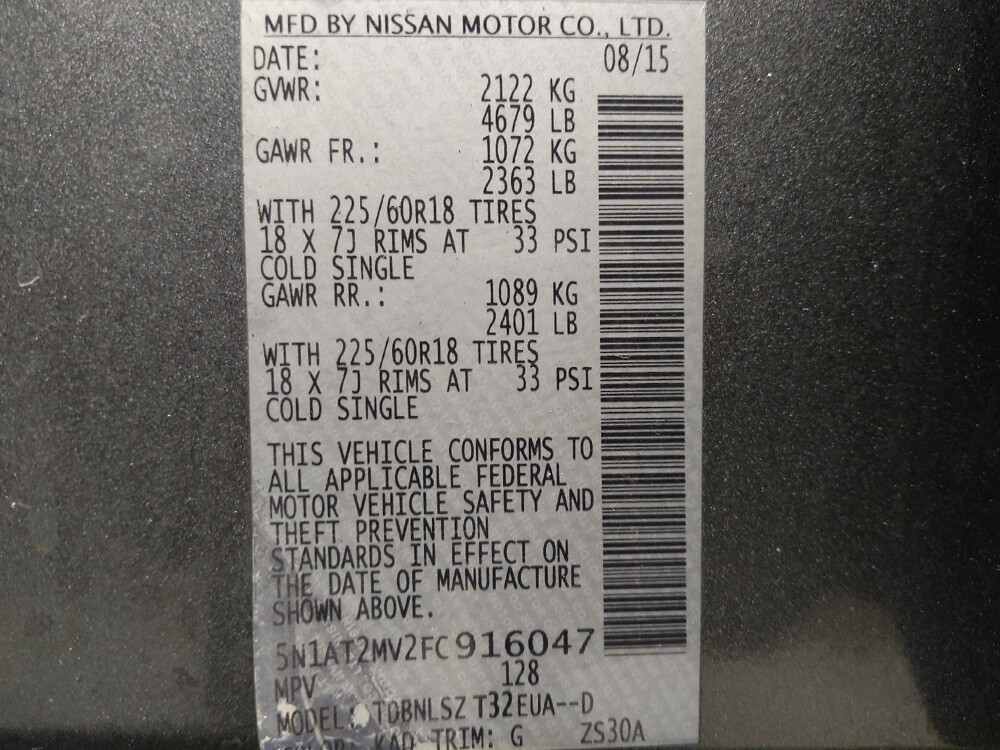 MFD BY NISSAN MOTOR CO., LTD.
DATE: 08/15
GVWR: 2122 KG
4679 LB
GAWR FR.: 1072 KG
2363 LB
WITH 225/60R18 TIRES
18 X 7J RIMS AT 33 PSI
COLD SINGLE
GAWR RR.: 1089 KG
2401 LB
WITH 225/60R18 TIRES
18 X 7J RIMS AT 33 PSI
COLD SINGLE
THIS VEHICLE CONFORMS TO
ALL APPLICABLE FEDERAL
MOTOR VEHICLE SAFETY AND
THEFT PREVENTION
STANDARDS IN EFFECT ON
THE DATE OF MANUFACTURE
SHOWN ABOVE.
5N1AT2MV2FC916047
MPV 128
MODEL: TDBNLSZ T32EUA--D
KAD TRIM: G ZS30A